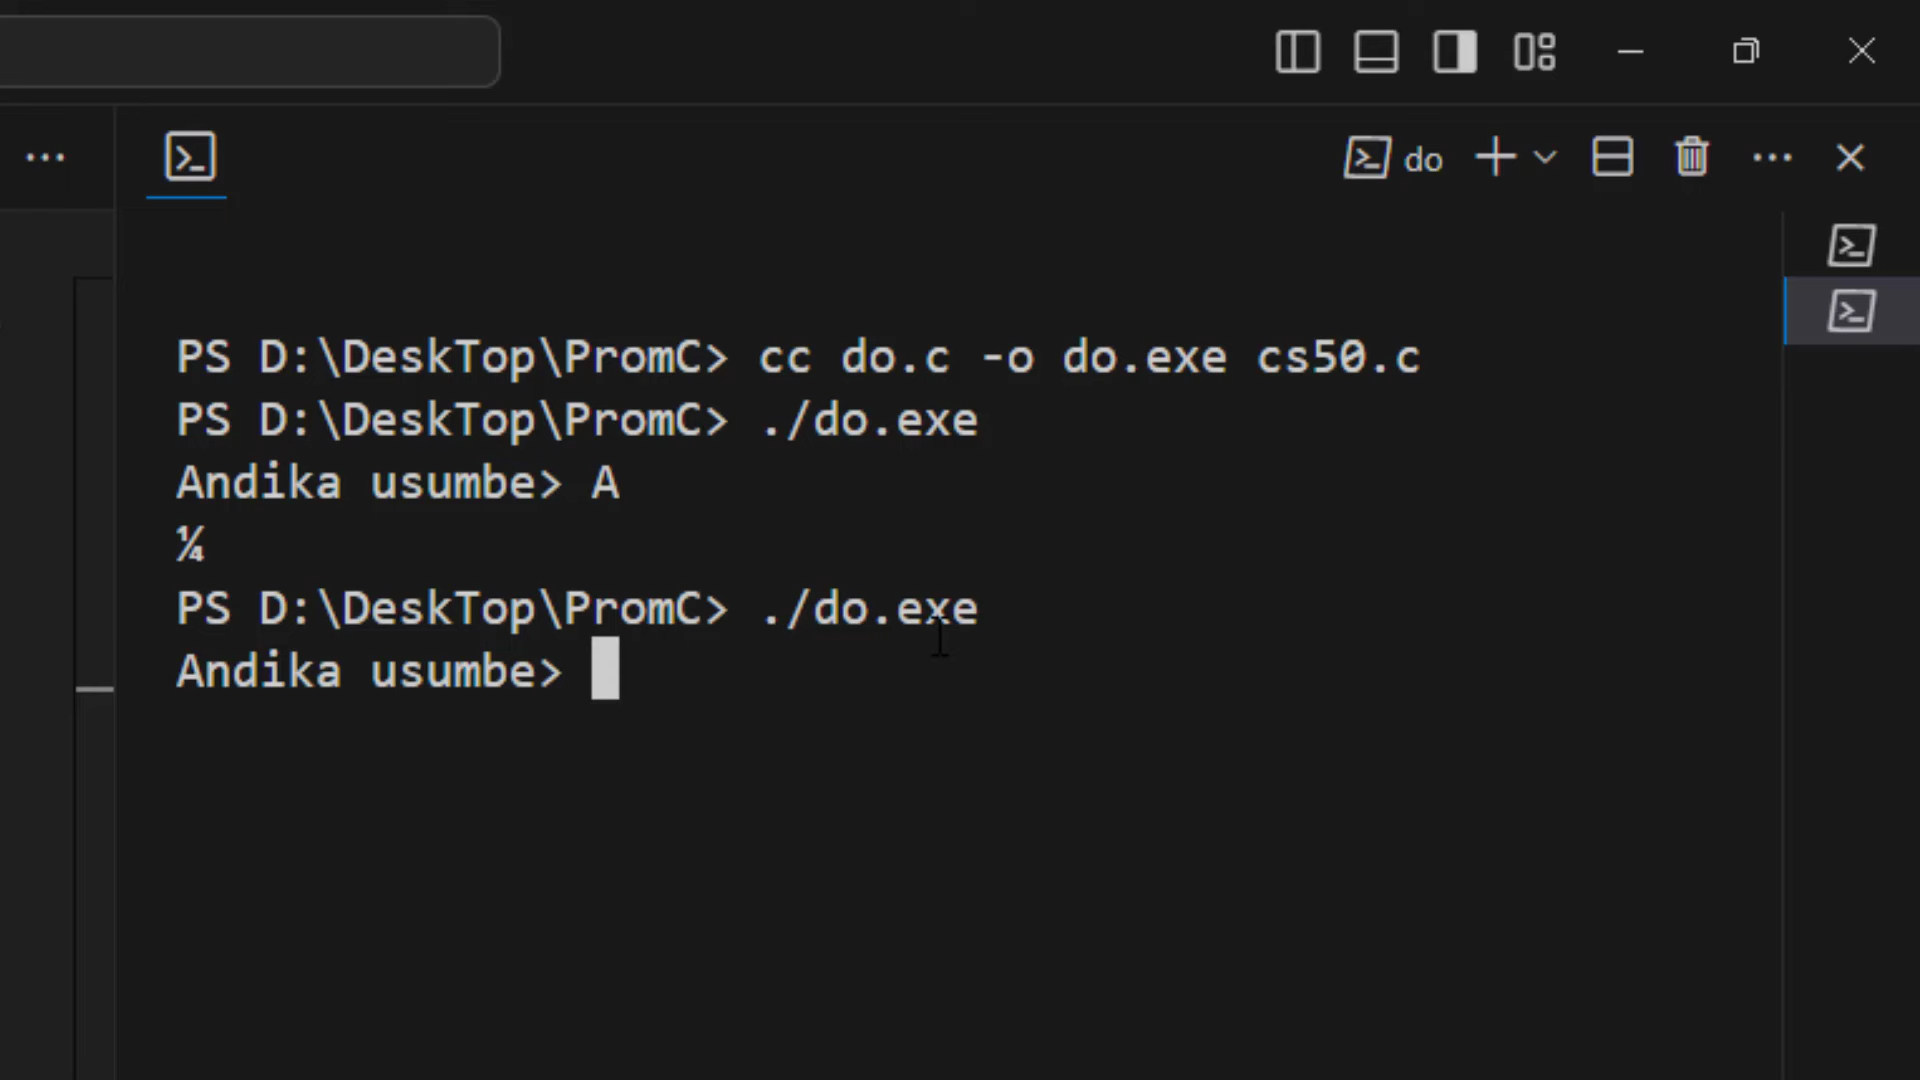 do
PS D:\DeskTop\PromC> cc do.c -o do.exe cs50.c
PS D:\DeskTop\PromC> ./do.exe
Andika usumbe> A
¼
PS D:\DeskTop\PromC> ./do.exe
Andika usumbe>